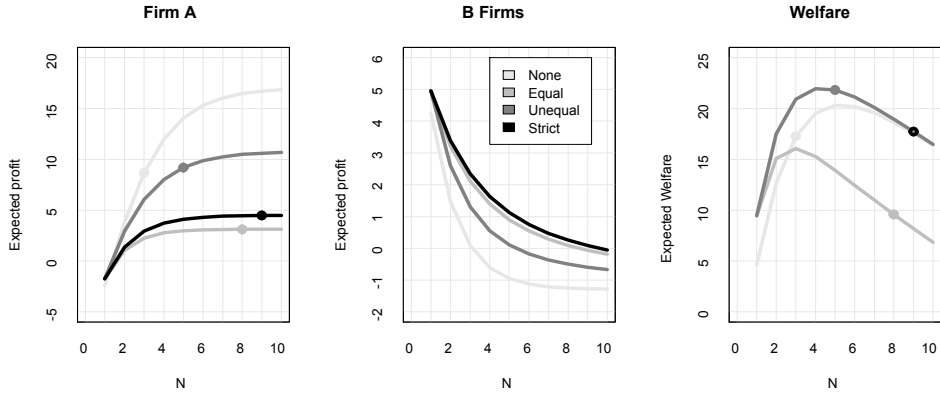 Firm A
B Firms
Welfare
Expected profit
20
15
10
5
0
-5
0 2 4 6 8 10
N
Expected profit
6
5
4
3
2
1
0
-1
-2
None
Equal
Unequal
Strict
0 2 4 6 8 10
N
Expected Welfare
25
20
15
10
5
0
0 2 4 6 8 10
N